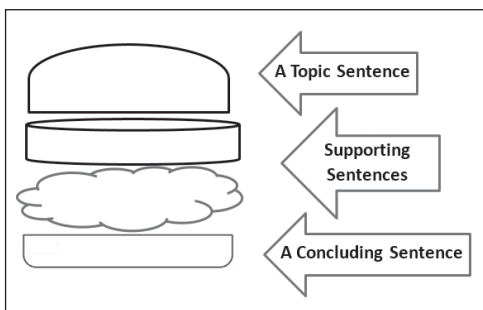 A Topic Sentence
Supporting
Sentences
A Concluding Sentence